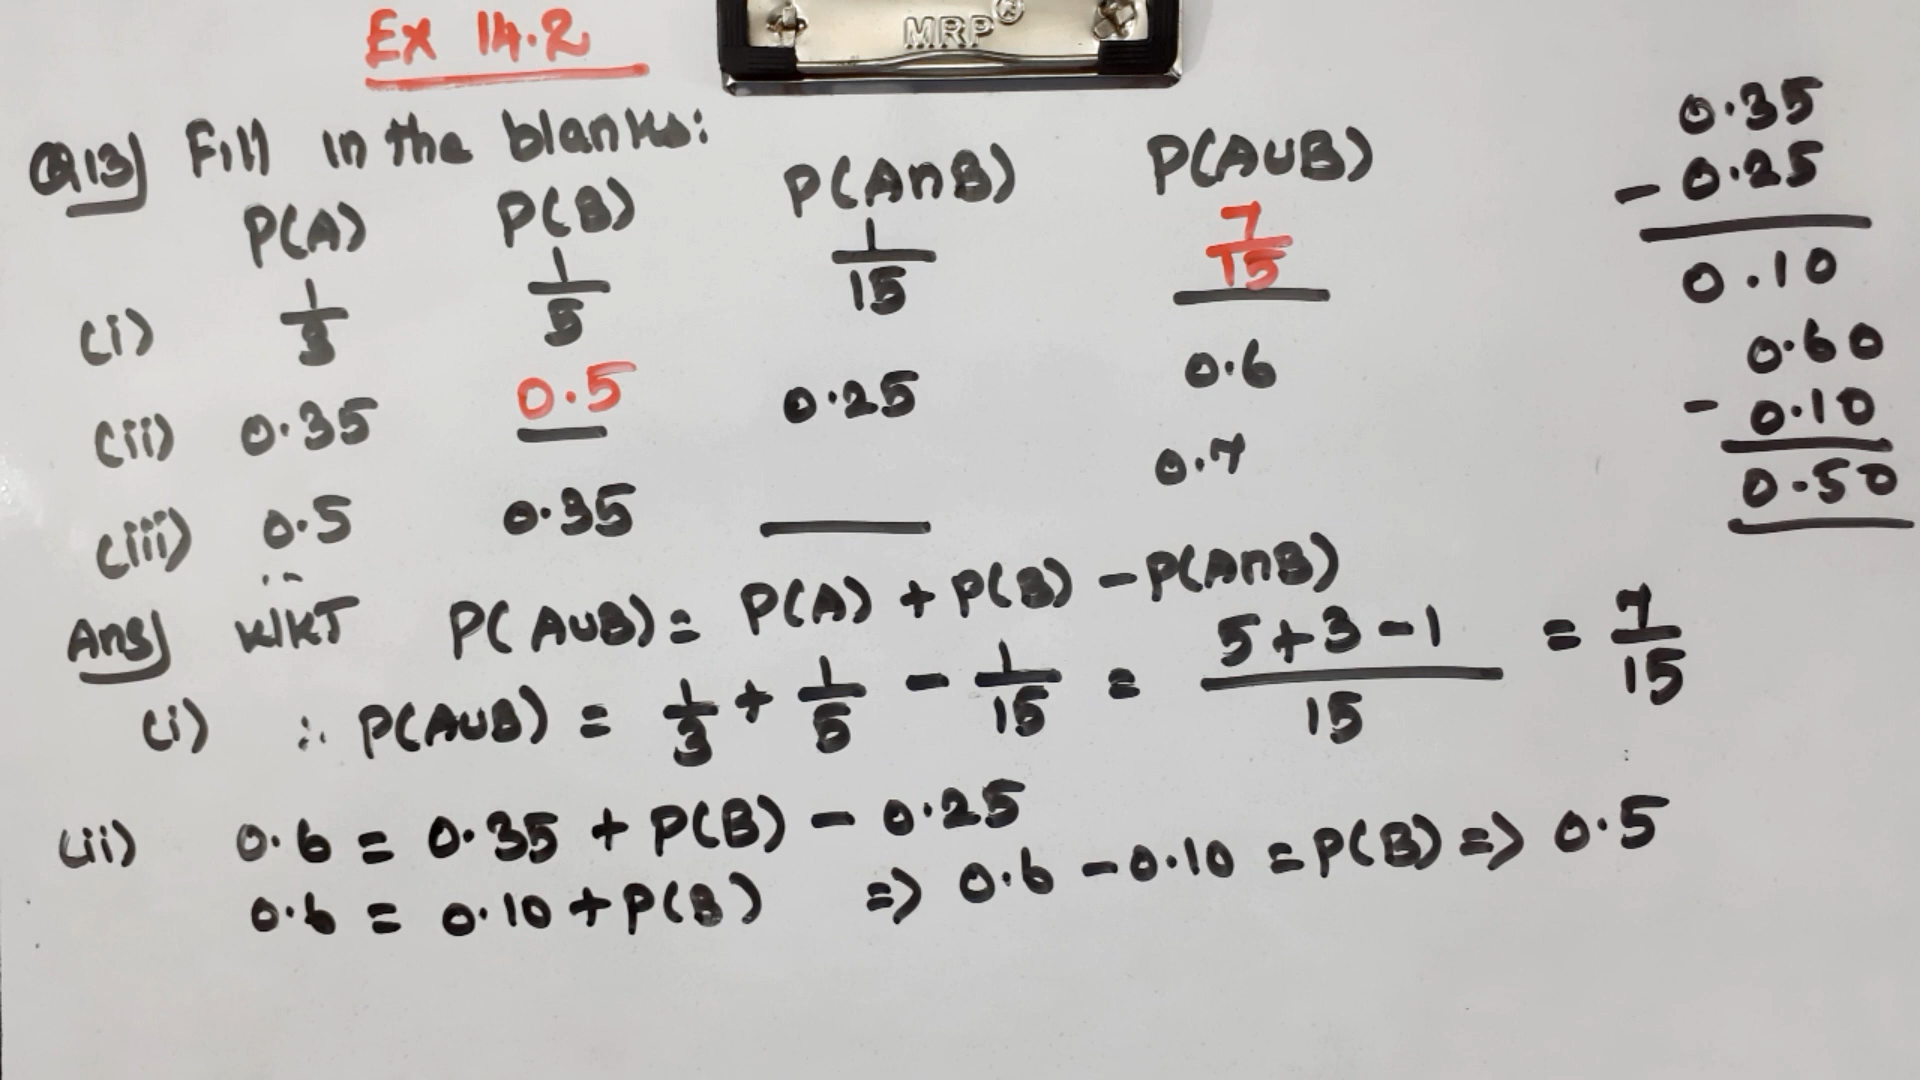 Ex 14.2
MRP®
Q13) Fill in the blanks:
P(A) P(B) P(A∩B) P(A∪B)
(i) 1/3 1/5 1/15 7/15
(ii) 0.35 0.5 0.25 0.6
(iii) 0.5 0.35 ____ 0.7
Ans) WKT P(A∪B) = P(A) + P(B) - P(A∩B)
(i) ∴ P(A∪B) = 1/3 + 1/5 - 1/15 = 5+3-1/15 = 7/15
(ii) 0.6 = 0.35 + P(B) - 0.25
0.6 = 0.10 + P(B) => 0.6 - 0.10 = P(B) => 0.5
0.35
- 0.25
0.10
0.60
- 0.10
0.50